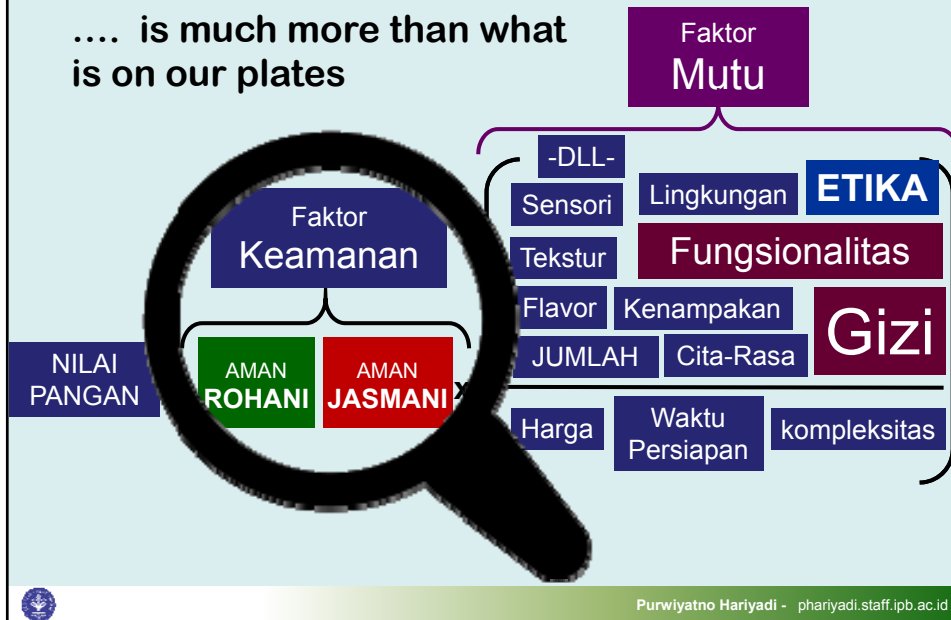 .... is much more than what
is on our plates
Faktor
Mutu
-DLL-
Sensori
Lingkungan
ETIKA
Tekstur
Fungsionalitas
Flavor
Kenampakan
Gizi
JUMLAH
Cita-Rasa
Faktor
Keamanan
NILAI
PANGAN
AMAN
ROHANI
AMAN
JASMANI
x
Harga
Waktu
Persiapan
kompleksitas
Purwiyatno Hariyadi - phariyadi.staff.ipb.ac.id